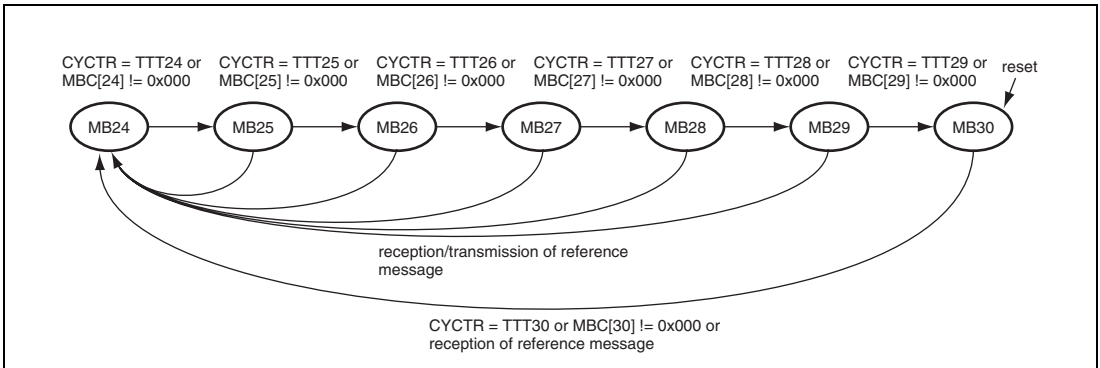 CYCTR = TTT24 or
MBC[24] != 0x000
CYCTR = TTT25 or
MBC[25] != 0x000
CYCTR = TTT26 or
MBC[26] != 0x000
CYCTR = TTT27 or
MBC[27] != 0x000
CYCTR = TTT28 or
MBC[28] != 0x000
CYCTR = TTT29 or
MBC[29] != 0x000
reset
MB24
MB25
MB26
MB27
MB28
MB29
MB30
reception/transmission of reference
message
CYCTR = TTT30 or MBC[30] != 0x000 or
reception of reference message